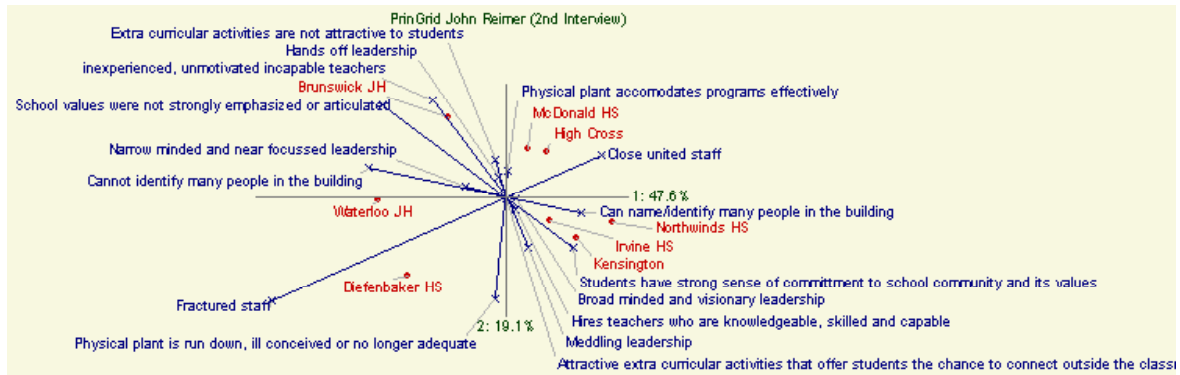 PrinGrid John Reimer (2nd Interview)
Extra curricular activities are not attractive to students
Hands off leadership
inexperienced, unmotivated incapable teachers
Brunswick JH
Physical plant accomodates programs effectively
School values were not strongly emphasized or articulated
McDonald HS
High Cross
Narrow minded and near focussed leadership
Close united staff
Cannot identify many people in the building
1: 47.6%
Waterloo JH
Can name/identify many people in the building
Northwinds HS
Irvine HS
Kensington
Diefenbaker HS
Students have strong sense of committment to school community and its values
Fractured staff
Broad minded and visionary leadership
Hires teachers who are knowledgeable, skilled and capable
2: 19.1%
Physical plant is run down, ill conceived or no longer adequate
Meddling leadership
Attractive extra curricular activities that offer students the chance to connect outside the